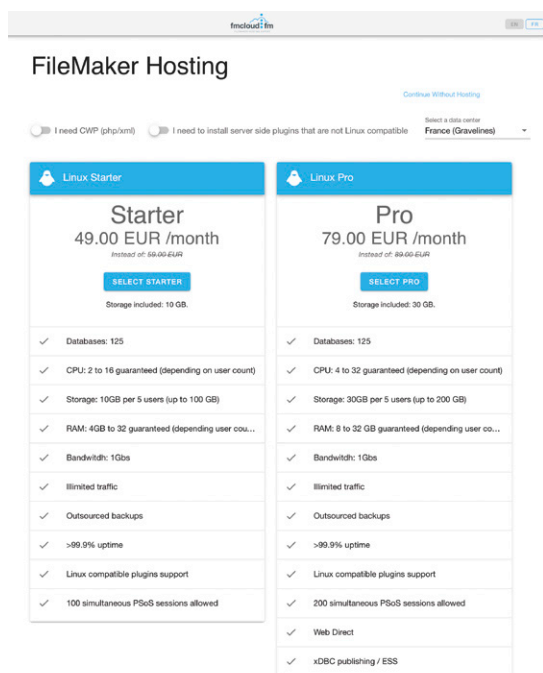 fmcloud.fm
EN FR
FileMaker Hosting
Continue Without Hosting
I need CWP (php/xml)
I need to install server side plugins that are not Linux compatible
Select a data center
France (Gravelines)
Linux Starter
Starter
49.00 EUR /month
Instead of: 59.00 EUR
SELECT STARTER
Storage included: 10 GB.
Databases: 125
CPU: 2 to 16 guaranteed (depending on user count)
Storage: 10GB per 5 users (up to 100 GB)
RAM: 4GB to 32 guaranteed (depending user cou...
Bandwitdh: 1Gbs
Illimited traffic
Outsourced backups
>99.9% uptime
Linux compatible plugins support
100 simultaneous PSoS sessions allowed
Linux Pro
Pro
79.00 EUR /month
Instead of: 89.00 EUR
SELECT PRO
Storage included: 30 GB.
Databases: 125
CPU: 4 to 32 guaranteed (depending on user count)
Storage: 30GB per 5 users (up to 200 GB)
RAM: 8 to 32 GB guaranteed (depending user co...
Bandwitdh: 1Gbs
Illimited traffic
Outsourced backups
>99.9% uptime
Linux compatible plugins support
200 simultaneous PSoS sessions allowed
Web Direct
xDBC publishing / ESS